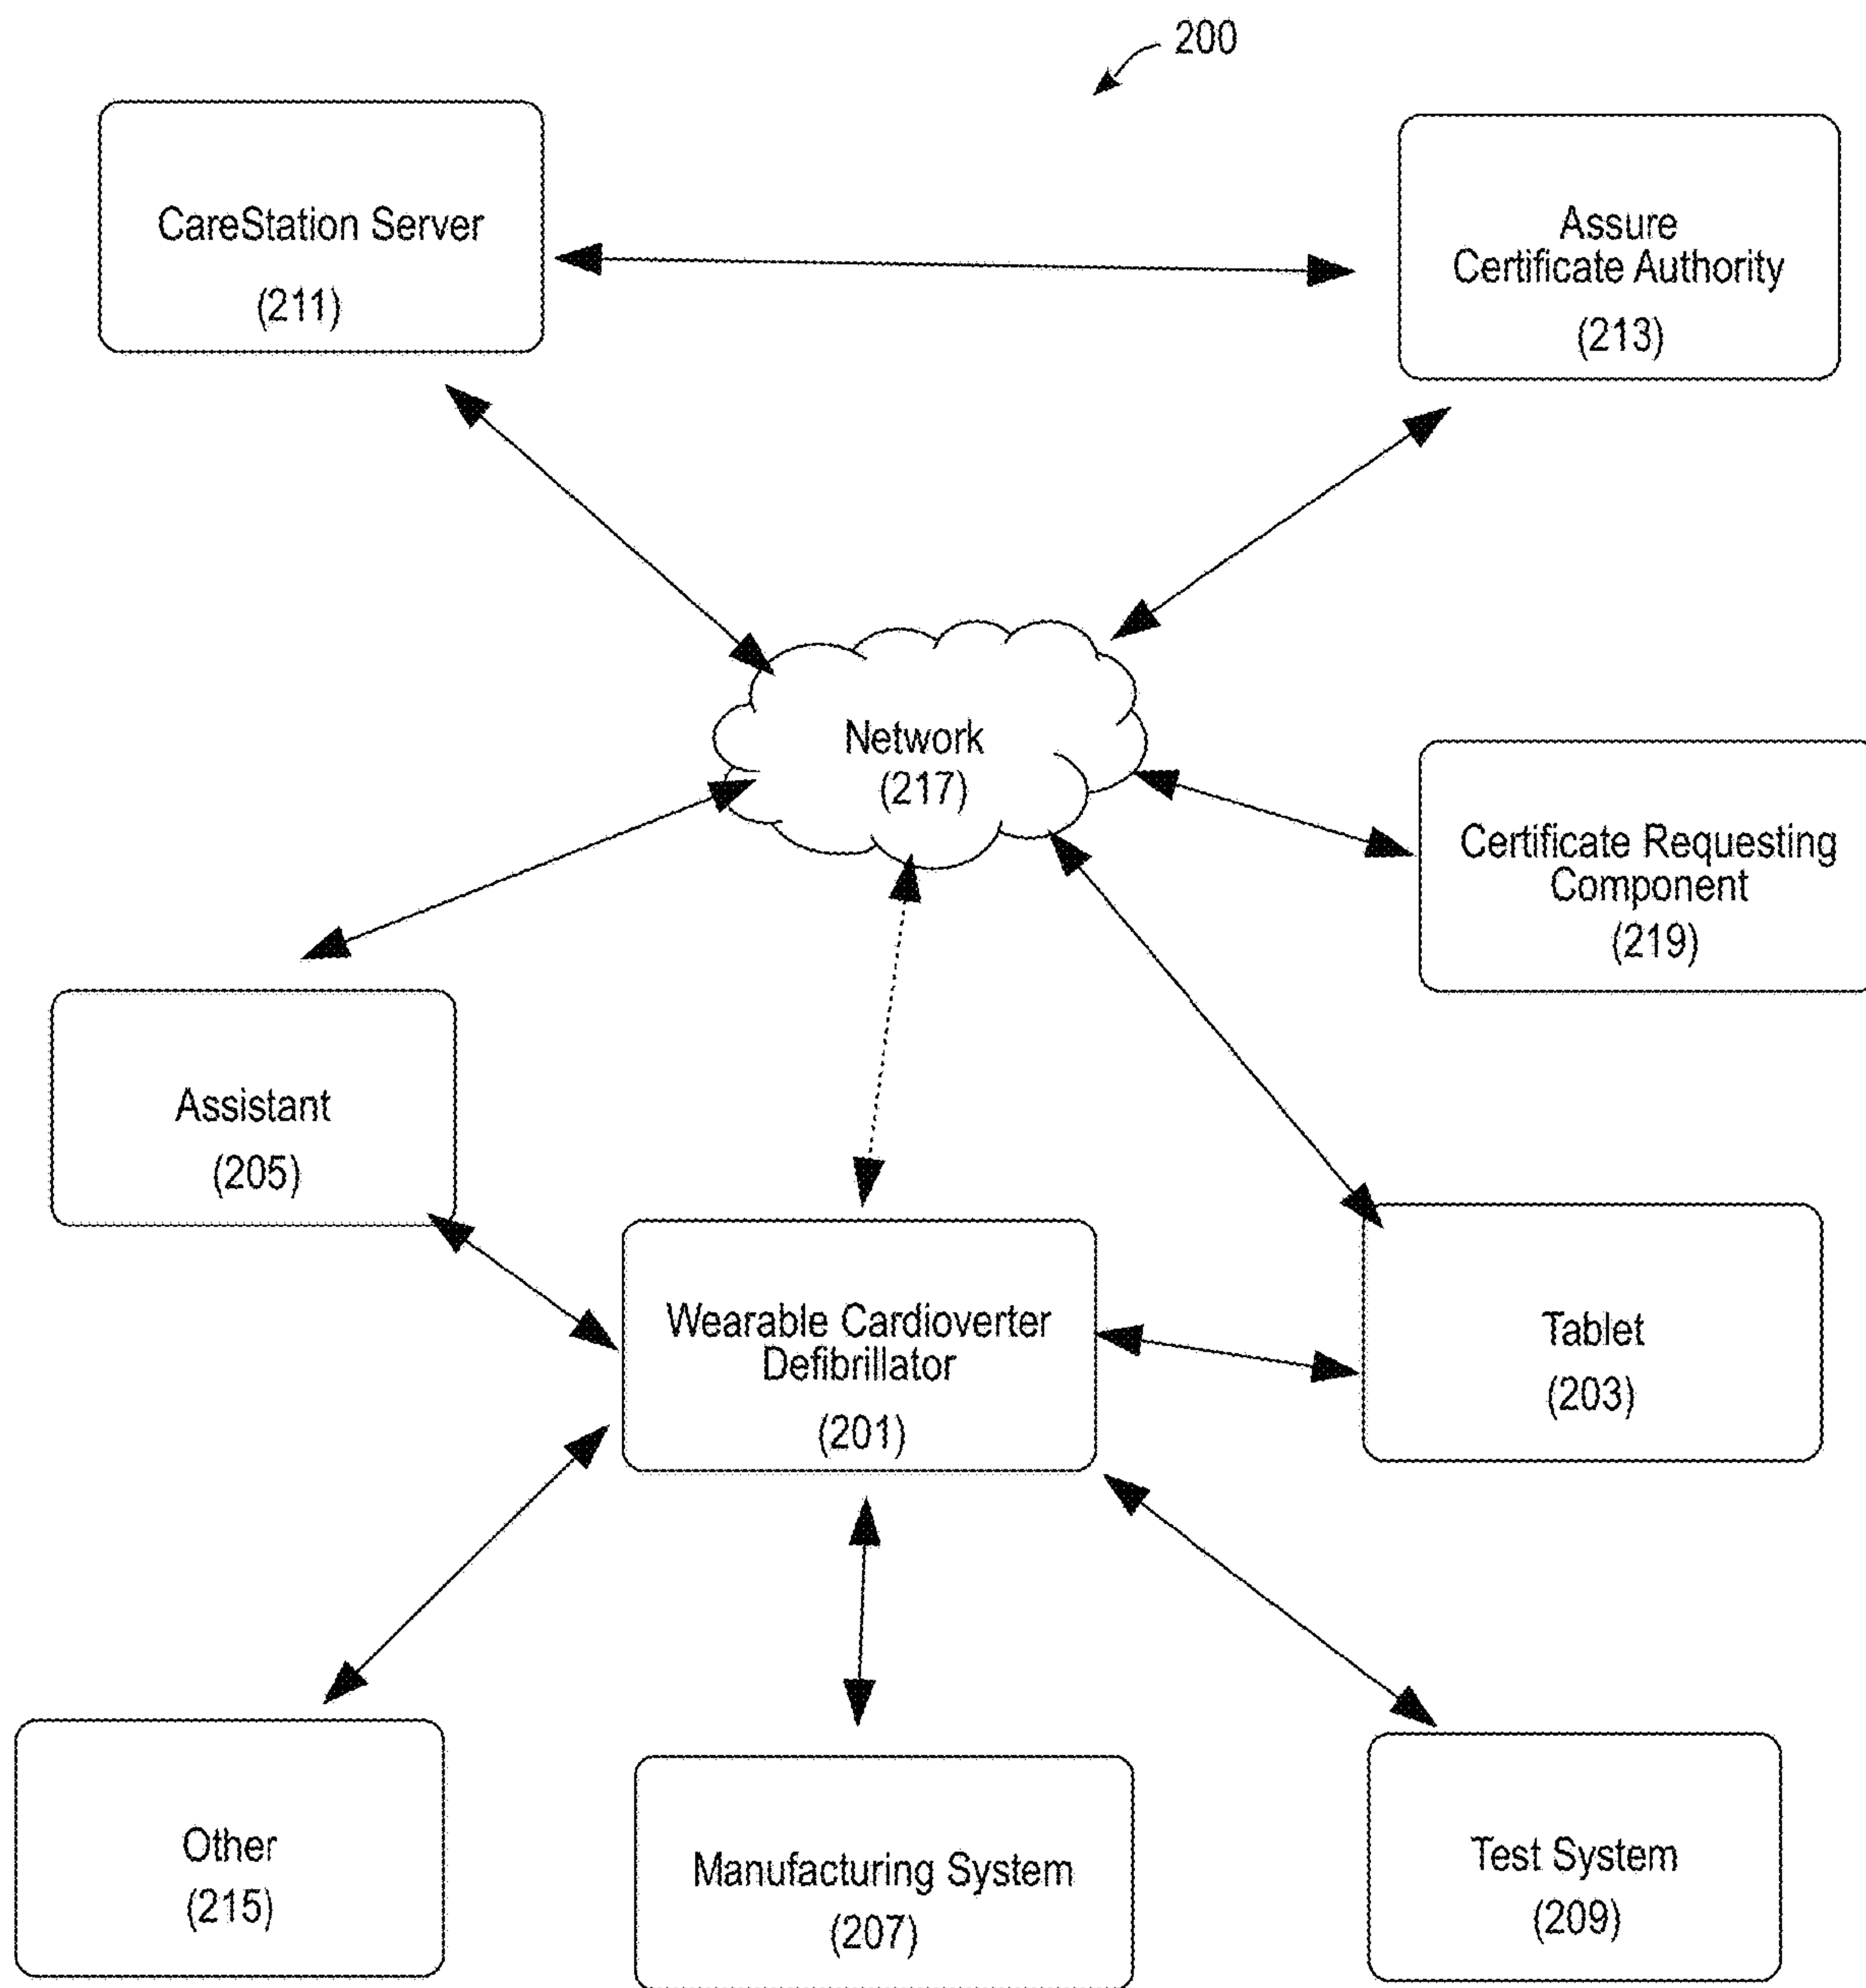 200
CareStation Server
(211)
Assure
Certificate Authority
(213)
Network
(217)
Certificate Requesting
Component
(219)
Assistant
(205)
Wearable Cardioverter
Defibrillator
(201)
Tablet
(203)
Other
(215)
Manufacturing System
(207)
Test System
(209)